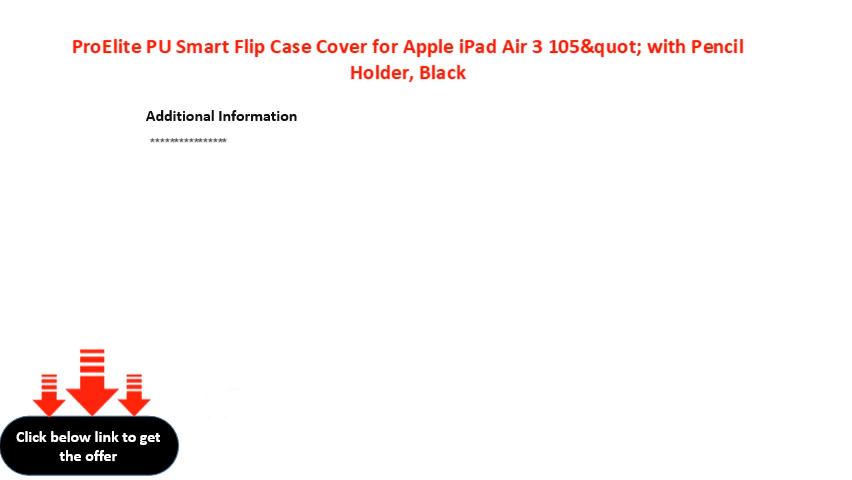 ProElite PU Smart Flip Case Cover for Apple iPad Air 3 105&quot; with Pencil
Holder, Black
Additional Information
****************
Click below link to get
the offer